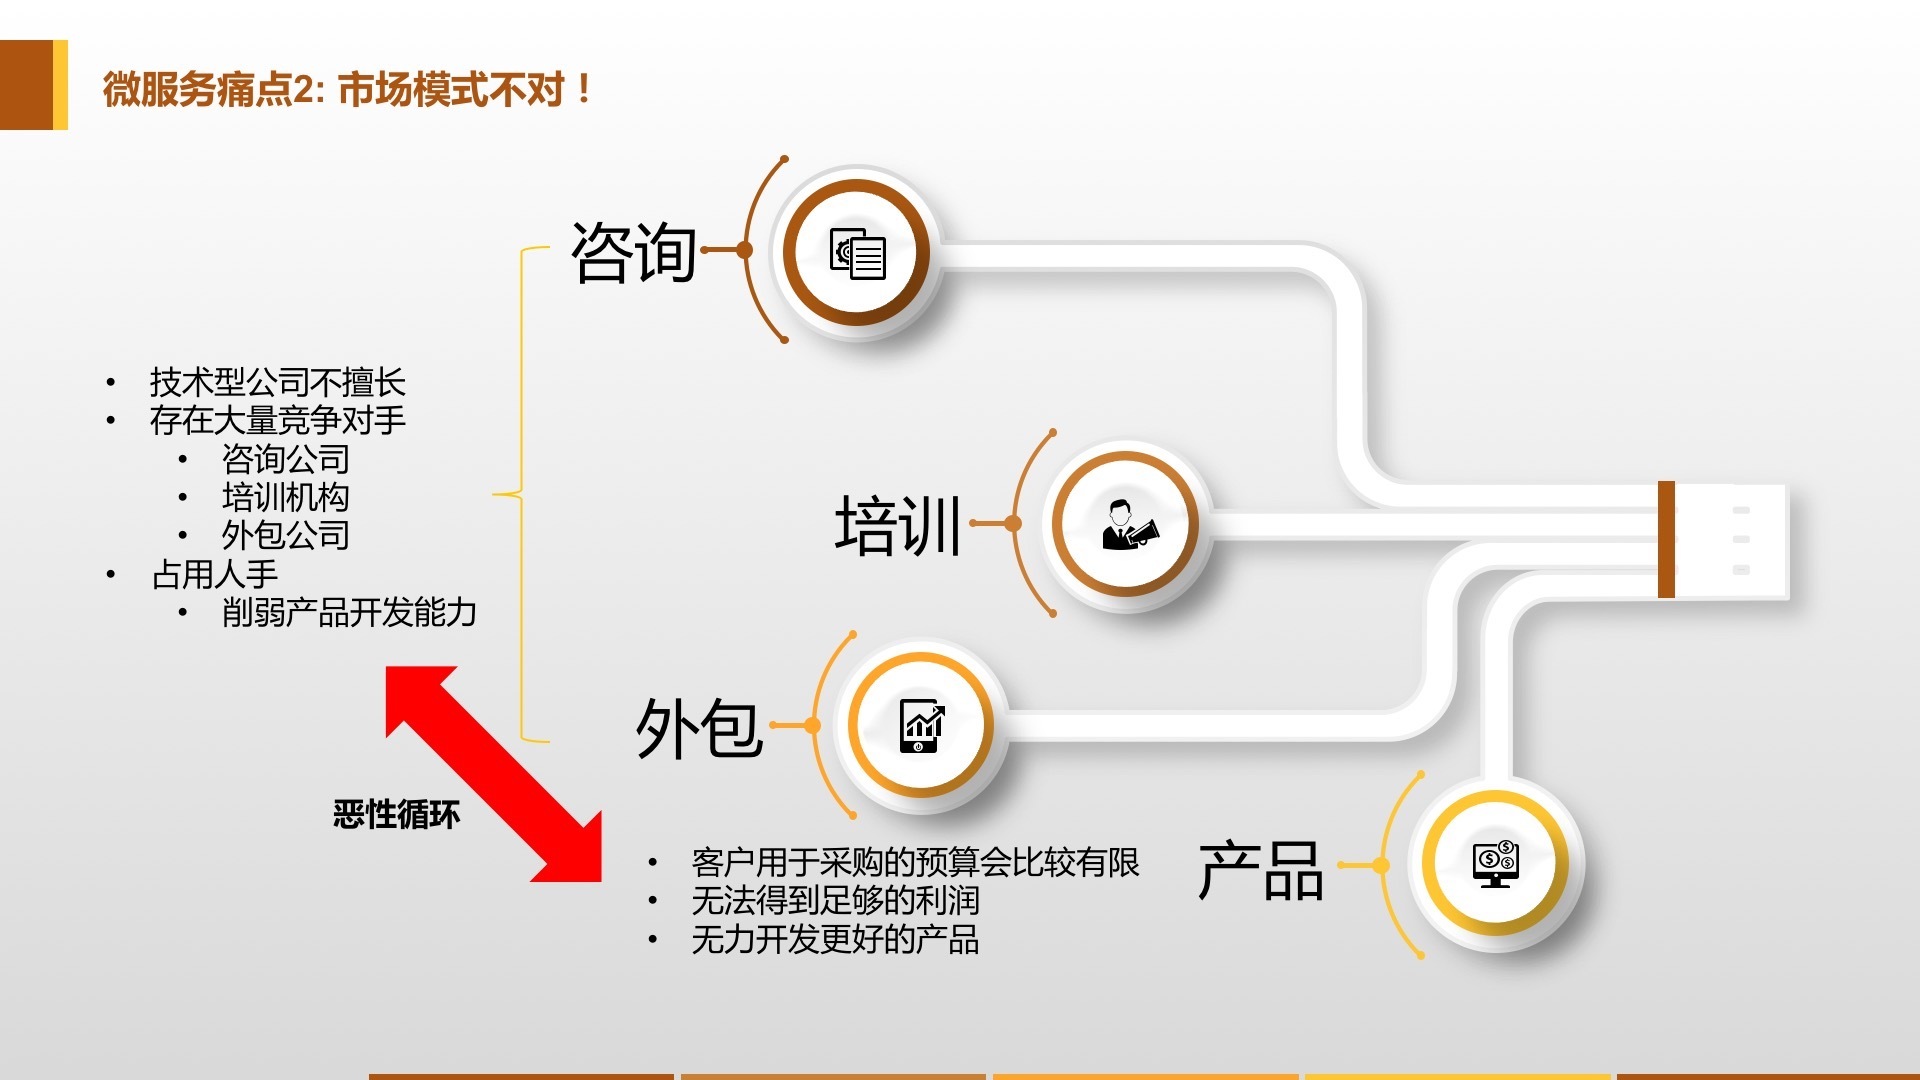 微服务痛点2: 市场模式不对！
咨询
• 技术型公司不擅长
• 存在大量竞争对手
• 咨询公司
• 培训机构
• 外包公司
• 占用人手
• 削弱产品开发能力
培训
外包
恶性循环
• 客户用于采购的预算会比较有限
• 无法得到足够的利润
• 无力开发更好的产品
产品